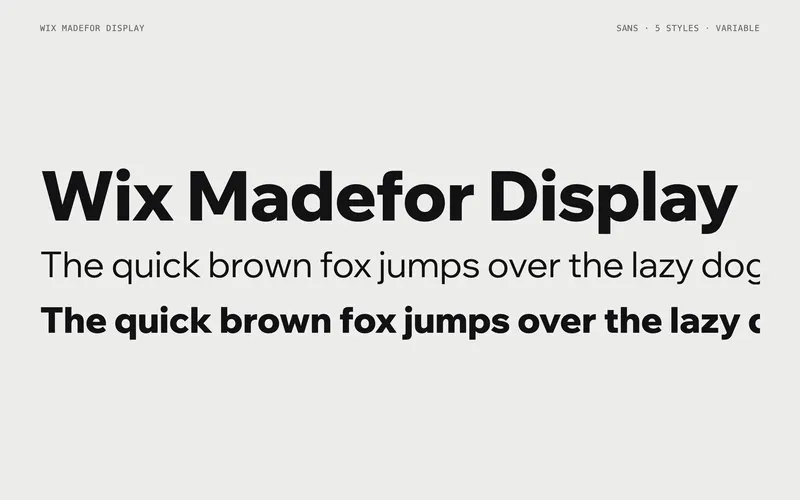 WIX MADEFOR DISPLAY
SANS · 5 STYLES · VARIABLE
Wix Madefor Display
The quick brown fox jumps over the lazy dog
The quick brown fox jumps over the lazy